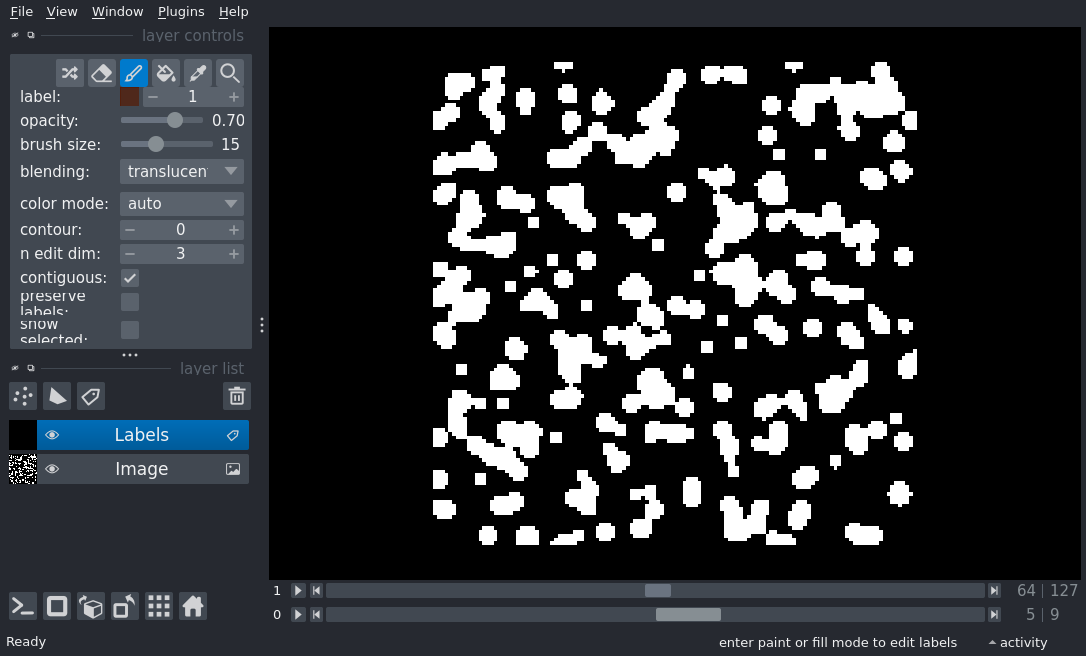 File View Window Plugins Help
layer controls
label: 1
opacity: 0.70
brush size: 15
blending: translucen
color mode: auto
contour: 0
n edit dim: 3
contiguous:
preserve
labels:
show
selected:
layer list
Labels
Image
1 64 127
0 5 9
Ready enter paint or fill mode to edit labels activity